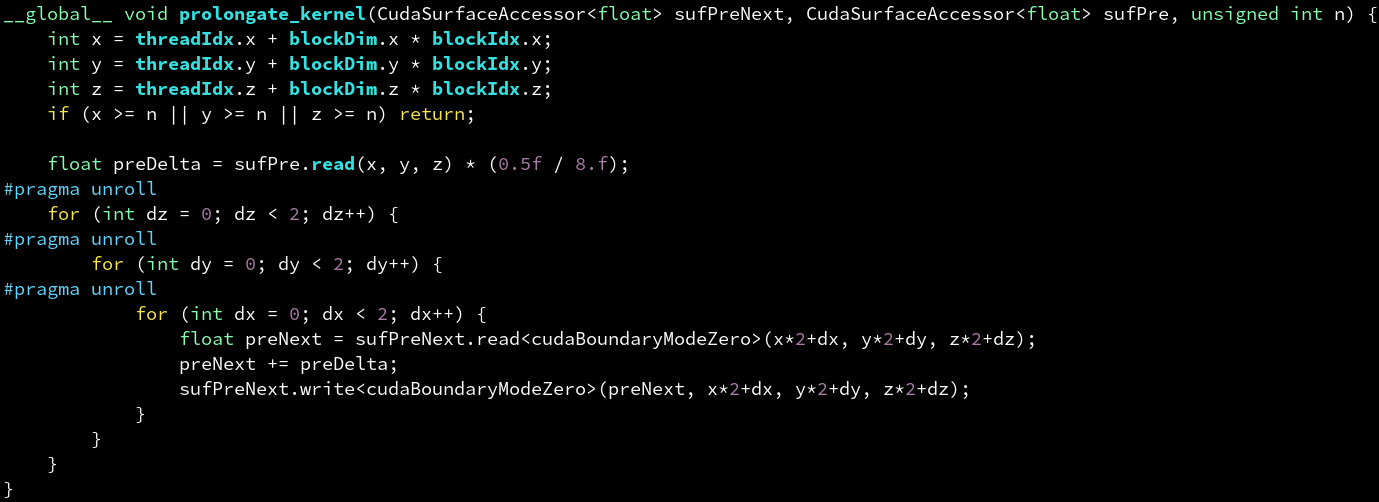 __global__ void prolongate_kernel(CudaSurfaceAccessor<float> sufPreNext, CudaSurfaceAccessor<float> sufPre, unsigned int n) {
    int x = threadIdx.x + blockDim.x * blockIdx.x;
    int y = threadIdx.y + blockDim.y * blockIdx.y;
    int z = threadIdx.z + blockDim.z * blockIdx.z;
    if (x >= n || y >= n || z >= n) return;

    float preDelta = sufPre.read(x, y, z) * (0.5f / 8.f);
#pragma unroll
    for (int dz = 0; dz < 2; dz++) {
#pragma unroll
        for (int dy = 0; dy < 2; dy++) {
#pragma unroll
            for (int dx = 0; dx < 2; dx++) {
                float preNext = sufPreNext.read<cudaBoundaryModeZero>(x*2+dx, y*2+dy, z*2+dz);
                preNext += preDelta;
                sufPreNext.write<cudaBoundaryModeZero>(preNext, x*2+dx, y*2+dy, z*2+dz);
            }
        }
    }
}